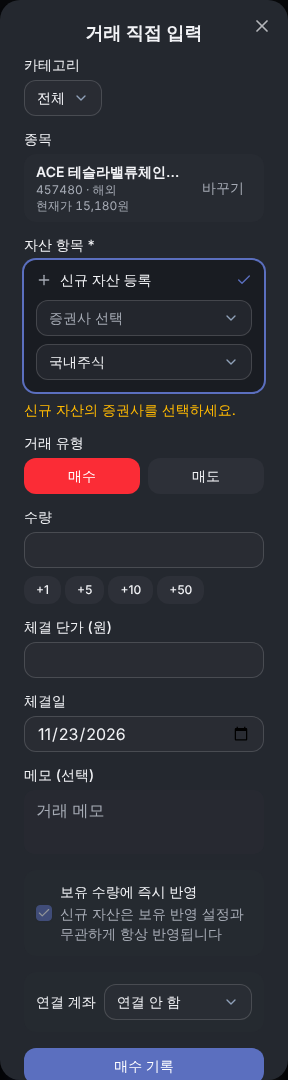 거래 직접 입력
카테고리
전체
종목
ACE 테슬라밸류체인...
457480 · 해외
현재가 15,180원
바꾸기
자산 항목 *
신규 자산 등록
증권사 선택
국내주식
신규 자산의 증권사를 선택하세요.
거래 유형
매수 매도
수량
+1 +5 +10 +50
체결 단가 (원)
체결일
11/23/2026
메모 (선택)
거래 메모
보유 수량에 즉시 반영
신규 자산은 보유 반영 설정과
무관하게 항상 반영됩니다
연결 계좌 연결 안 함
매수 기록